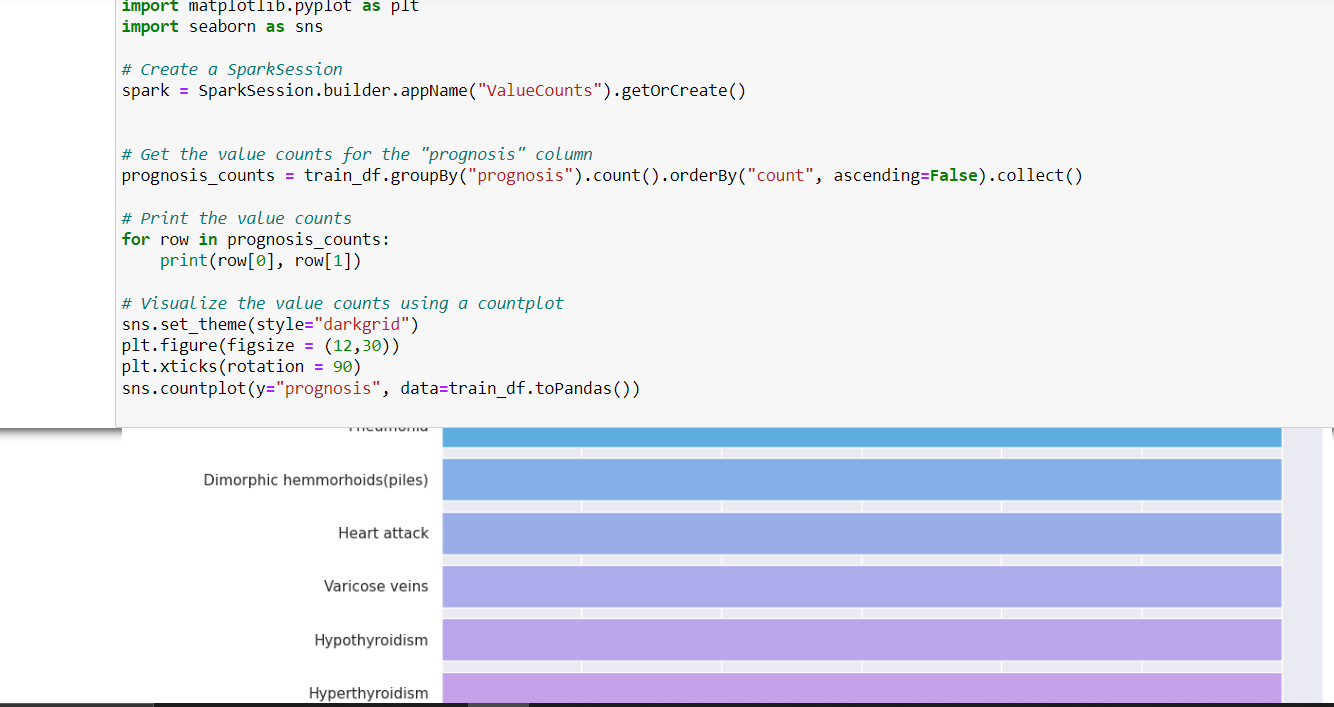 import matplotlib.pyplot as plt
import seaborn as sns
# Create a SparkSession
spark = SparkSession.builder.appName("ValueCounts").getOrCreate()
# Get the value counts for the "prognosis" column
prognosis_counts = train_df.groupBy("prognosis").count().orderBy("count", ascending=False).collect()
# Print the value counts
for row in prognosis_counts:
    print(row[0], row[1])
# Visualize the value counts using a countplot
sns.set_theme(style="darkgrid")
plt.figure(figsize = (12,30))
plt.xticks(rotation = 90)
sns.countplot(y="prognosis", data=train_df.toPandas())
Pneumonia
Dimorphic hemmorhoids(piles)
Heart attack
Varicose veins
Hypothyroidism
Hyperthyroidism